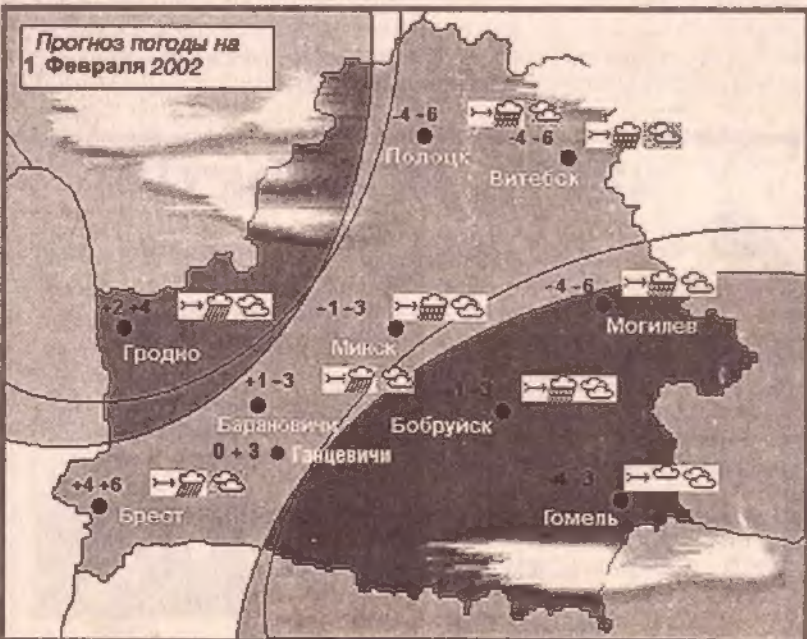 Прогноз погоды на
1 Февраля 2002
-4 -6
Полоцк
-4 -6
Витебск
+2 +4
Гродно
-1 -3
Минск
-4 -6
Могилев
+1 -3
Барановичи
Бобруйск
0 + 3
Ганцевичи
+4 +6
Брест
Гомель